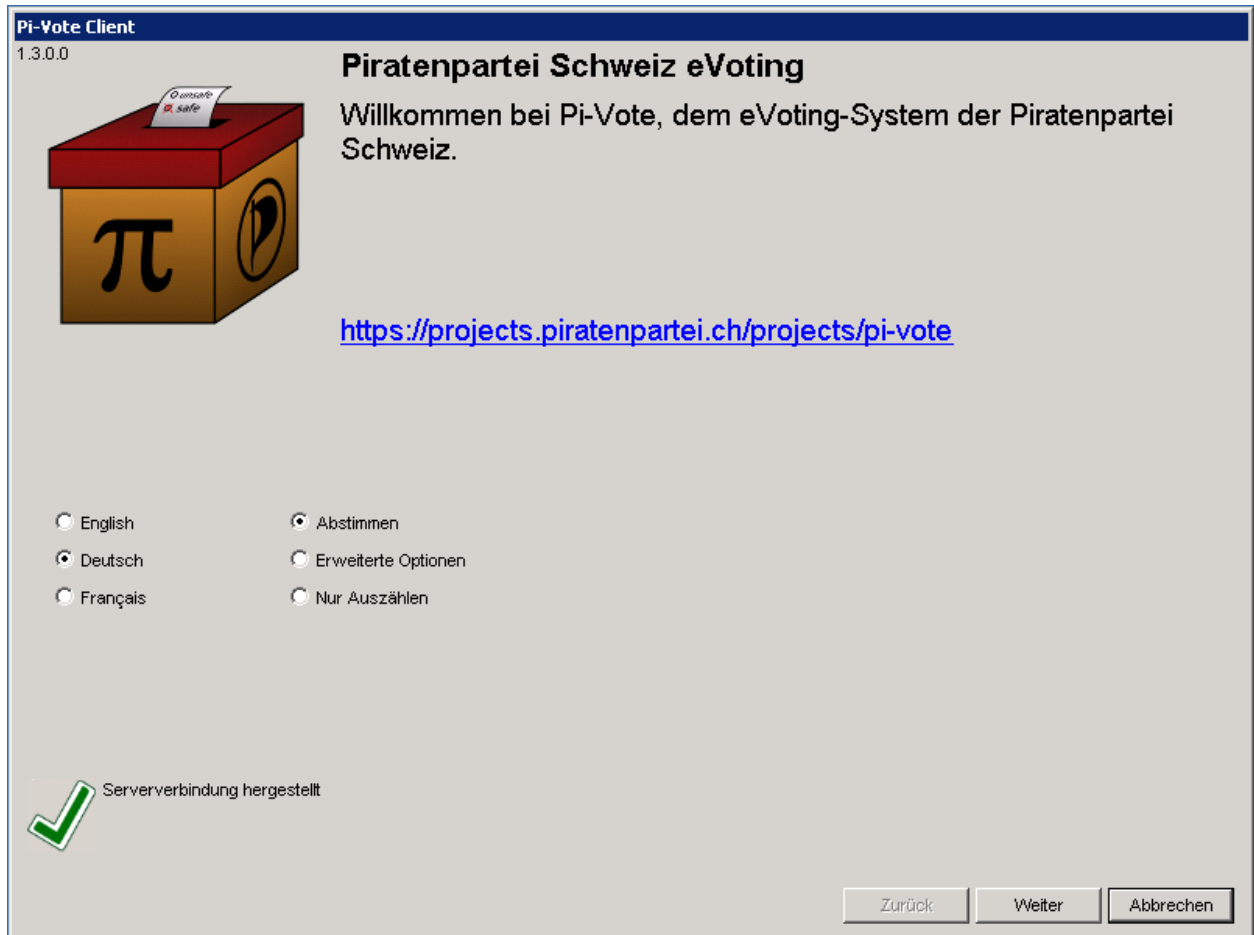 Pi-Vote Client
1.3.0.0
Piratenpartei Schweiz eVoting
Willkommen bei Pi-Vote, dem eVoting-System der Piratenpartei
Schweiz.
unsafe
safe
π
https://projects.piratenpartei.ch/projects/pi-vote
English
Abstimmen
Deutsch
Erweiterte Optionen
Français
Nur Auszählen
Serververbindung hergestellt
Zurück
Weiter
Abbrechen